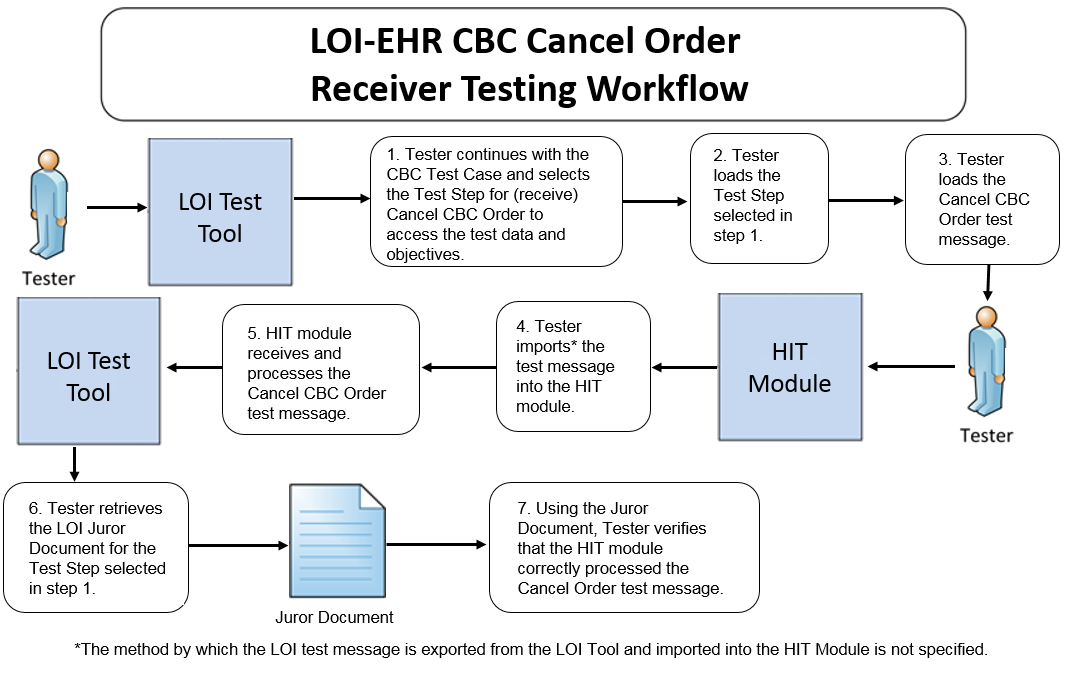 LOI-EHR CBC Cancel Order
Receiver Testing Workflow
Tester
LOI Test
Tool
1. Tester continues with the
CBC Test Case and selects
the Test Step for (receive)
Cancel CBC Order to
access the test data and
objectives.
2. Tester
loads the
Test Step
selected in
step 1.
3. Tester
loads the
Cancel CBC
Order test
message.
Tester
HIT
Module
4. Tester
imports* the
test message
into the HIT
module.
5. HIT module
receives and
processes the
Cancel CBC Order
test message.
LOI Test
Tool
6. Tester retrieves
the LOI Juror
Document for the
Test Step selected
in step 1.
Juror Document
7. Using the Juror
Document, Tester verifies
that the HIT module
correctly processed the
Cancel Order test message.
*The method by which the LOI test message is exported from the LOI Tool and imported into the HIT Module is not specified.